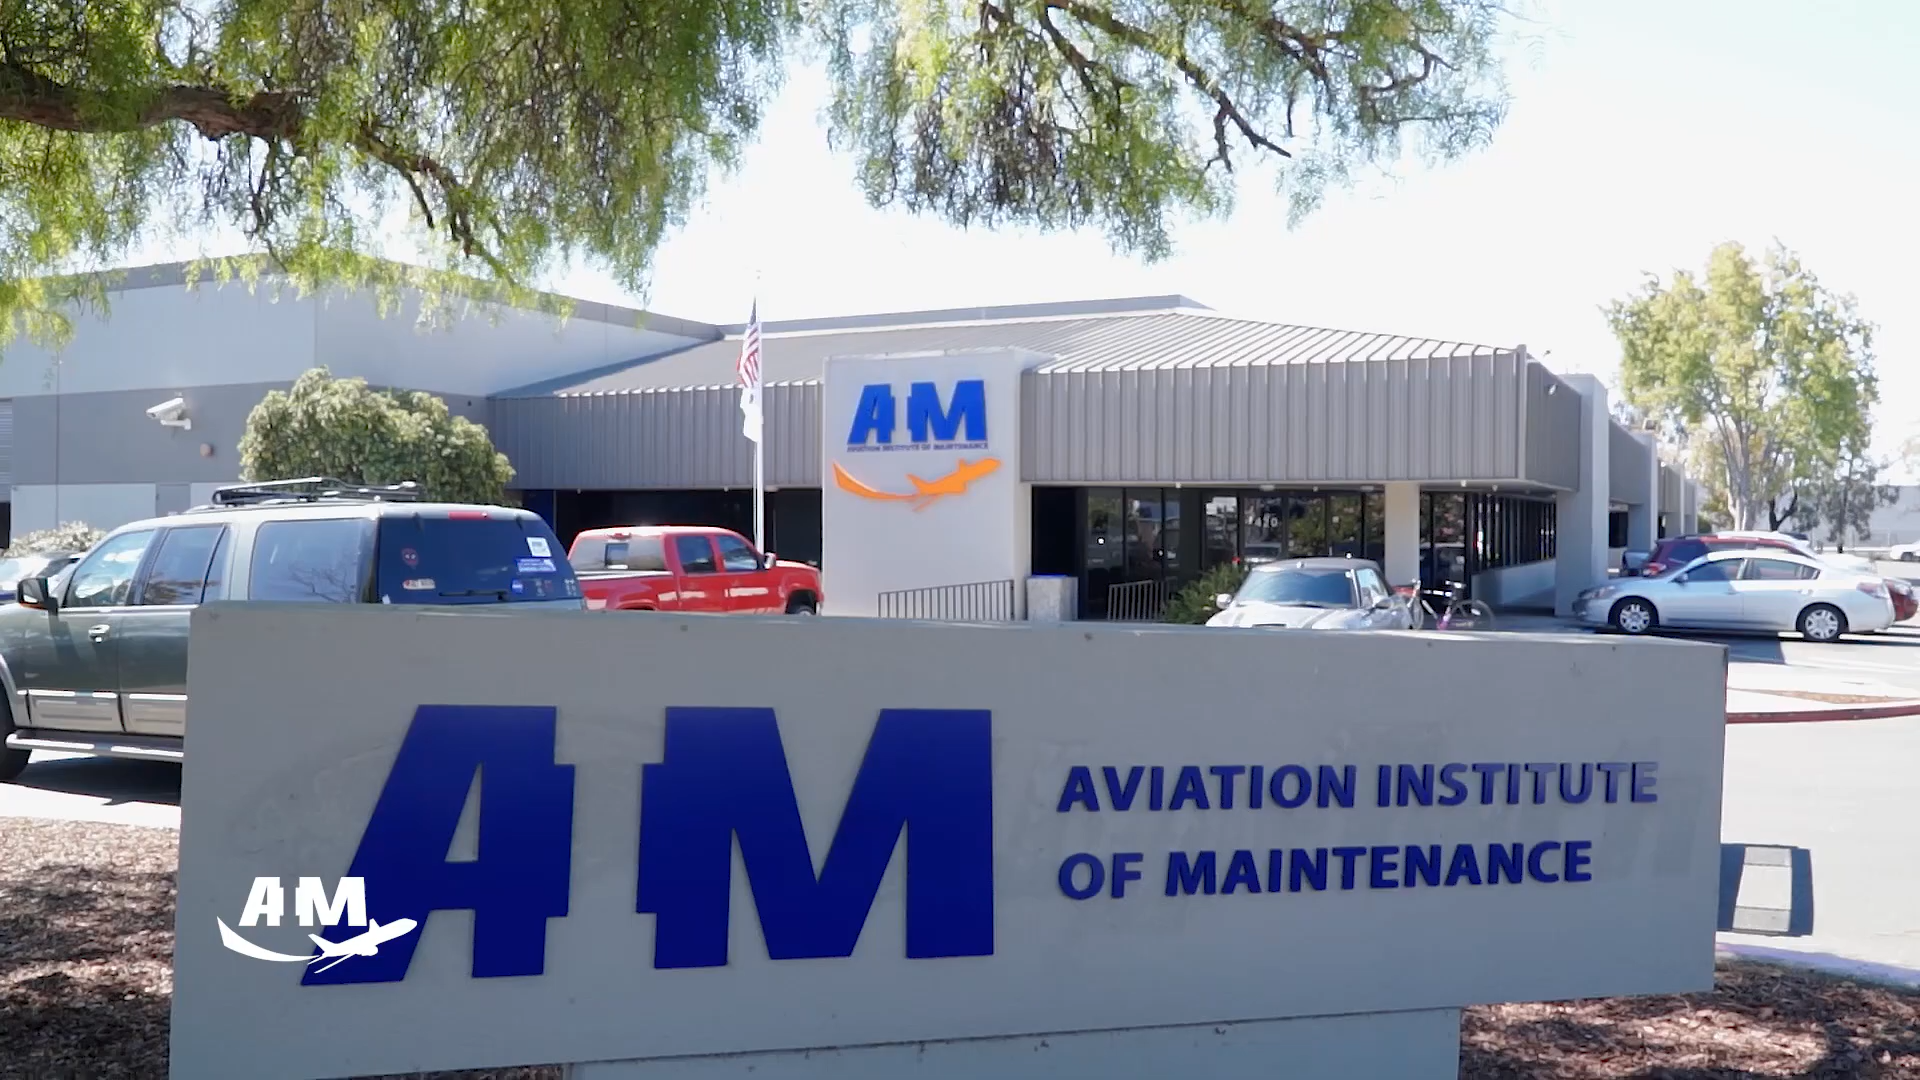 AIM
AVIATION INSTITUTE OF MAINTENANCE
AIM
AVIATION INSTITUTE
OF MAINTENANCE
AIM